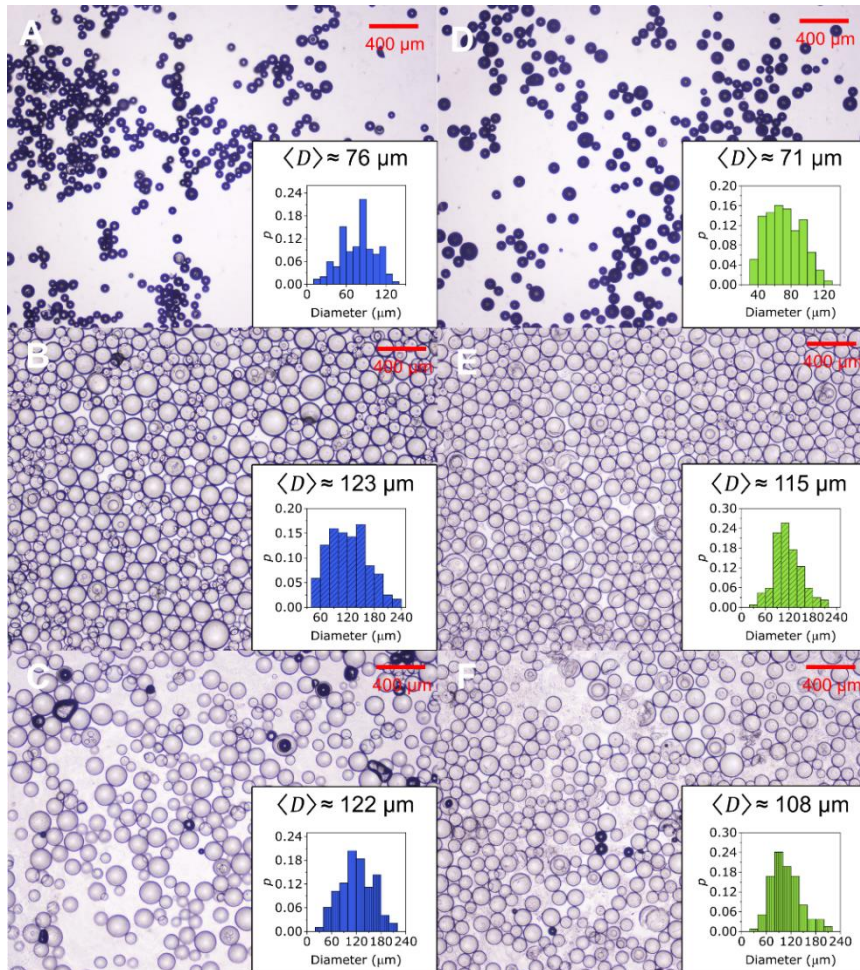 A
400 µm
⟨D⟩ ≈ 76 µm
0.24
0.18
0.12
0.06
0.00
p
60 120
Diameter (µm)
D
400 µm
⟨D⟩ ≈ 71 µm
0.20
0.16
0.12
0.08
0.04
0.00
p
40 80 120
Diameter (µm)
B
400 µm
⟨D⟩ ≈ 123 µm
0.20
0.15
0.10
0.05
0.00
p
60 120 180 240
Diameter (µm)
E
400 µm
⟨D⟩ ≈ 115 µm
0.30
0.24
0.18
0.12
0.06
0.00
p
0 60 120 180 240
Diameter (µm)
C
400 µm
⟨D⟩ ≈ 122 µm
0.24
0.18
0.12
0.06
0.00
p
0 60 120 180 240
Diameter (µm)
F
400 µm
⟨D⟩ ≈ 108 µm
0.30
0.24
0.18
0.12
0.06
0.00
p
0 60 120 180 240
Diameter (µm)